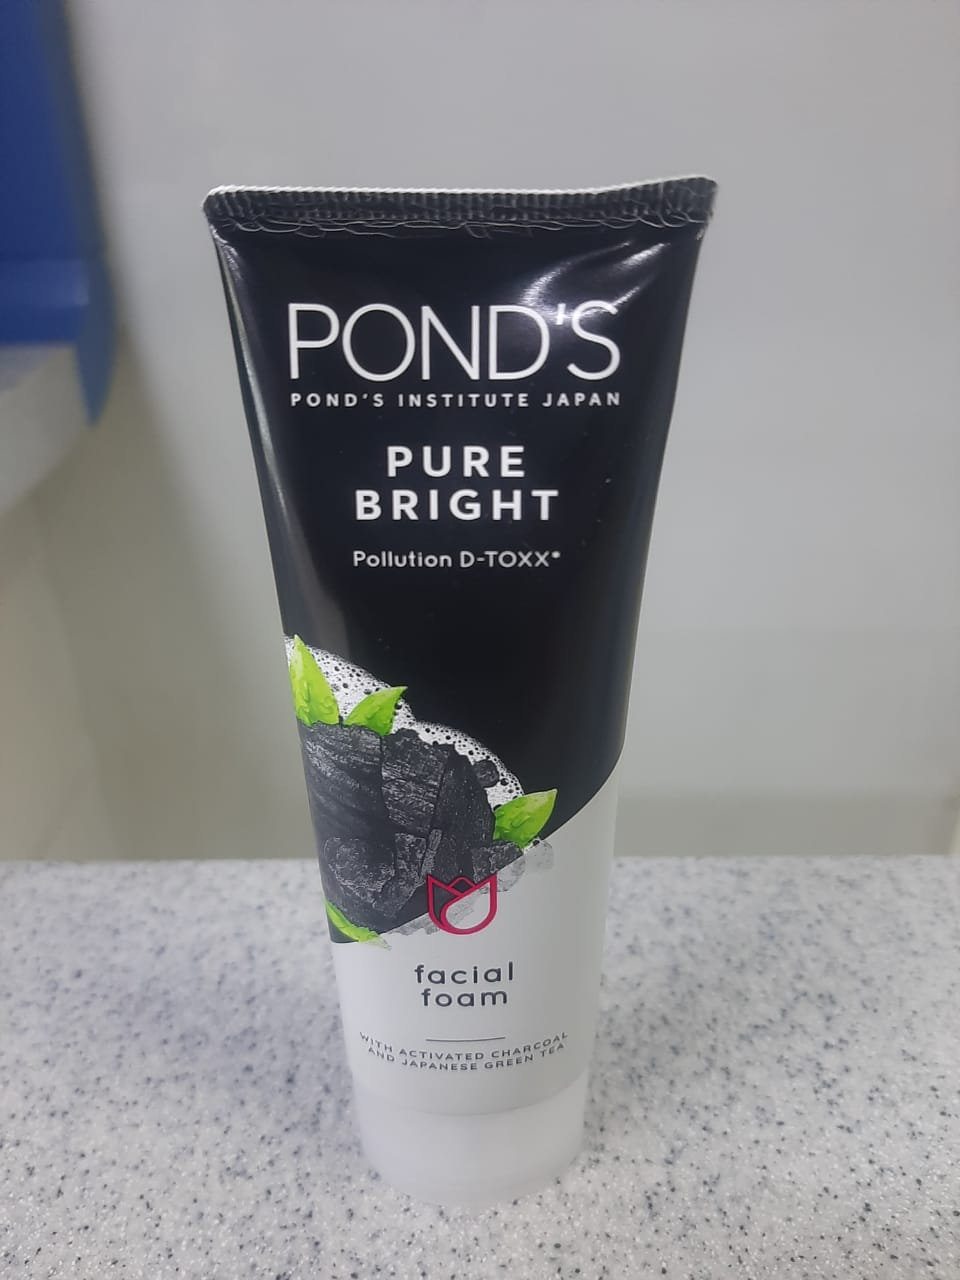 POND'S
POND'S INSTITUTE JAPAN
PURE
BRIGHT
Pollution D-TOXX*
facial
foam
WITH ACTIVATED CHARCOAL
AND JAPANESE GREEN TEA